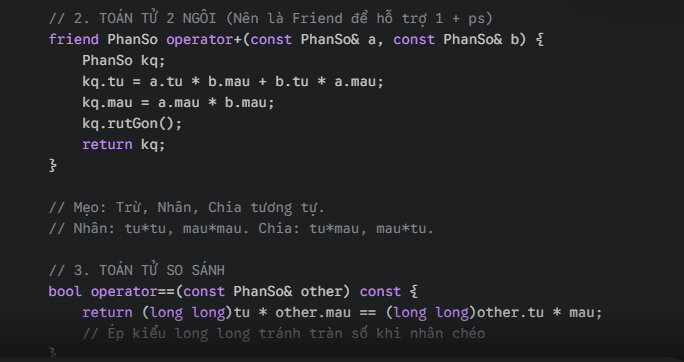 // 2. TOÁN TỬ 2 NGÔI (Nên là Friend để hỗ trợ 1 + ps)
friend PhanSo operator+(const PhanSo& a, const PhanSo& b) {
    PhanSo kq;
    kq.tu = a.tu * b.mau + b.tu * a.mau;
    kq.mau = a.mau * b.mau;
    kq.rutGon();
    return kq;
}

// Mẹo: Trừ, Nhân, Chia tương tự.
// Nhân: tu*tu, mau*mau. Chia: tu*mau, mau*tu.

// 3. TOÁN TỬ SO SÁNH
bool operator==(const PhanSo& other) const {
    return (long long)tu * other.mau == (long long)other.tu * mau;
    // Ép kiểu long long tránh tràn số khi nhân chéo
}